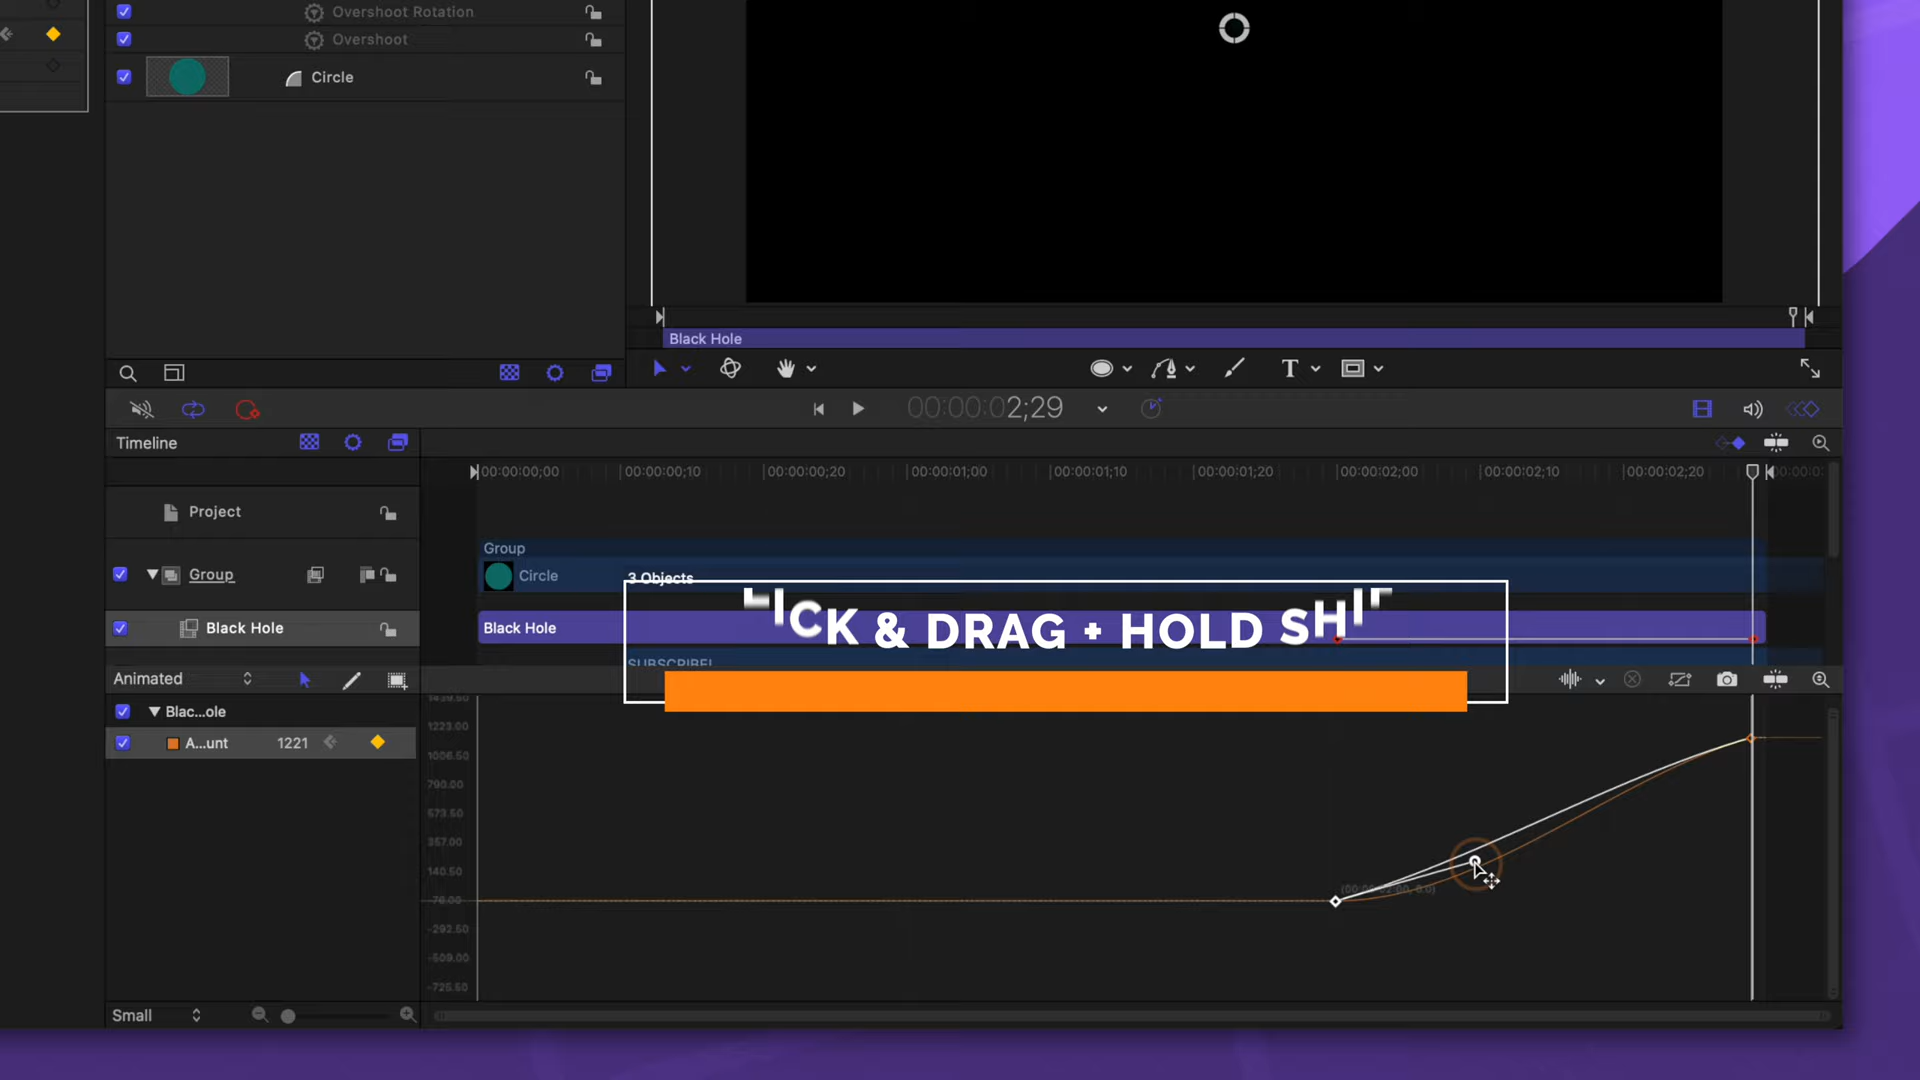 Overshoot Rotation
Overshoot
Circle
Black Hole
00:00:02;29
Timeline
00:00:00;00
00:00:00;10
00:00:00;20
00:00:01;00
00:00:01;10
00:00:01;20
00:00:02;00
00:00:02;10
00:00:02;20
Project
Group
Group
Circle
3 Objects
Black Hole
Black Hole
& DRAG + HOLD
SUBSCRIBE!
Animated
Blac...ole
A...unt 1221
1439.50
1223.00
1006.50
790.00
573.50
357.00
140.50
-76.00
-292.50
-509.00
-725.50
Small